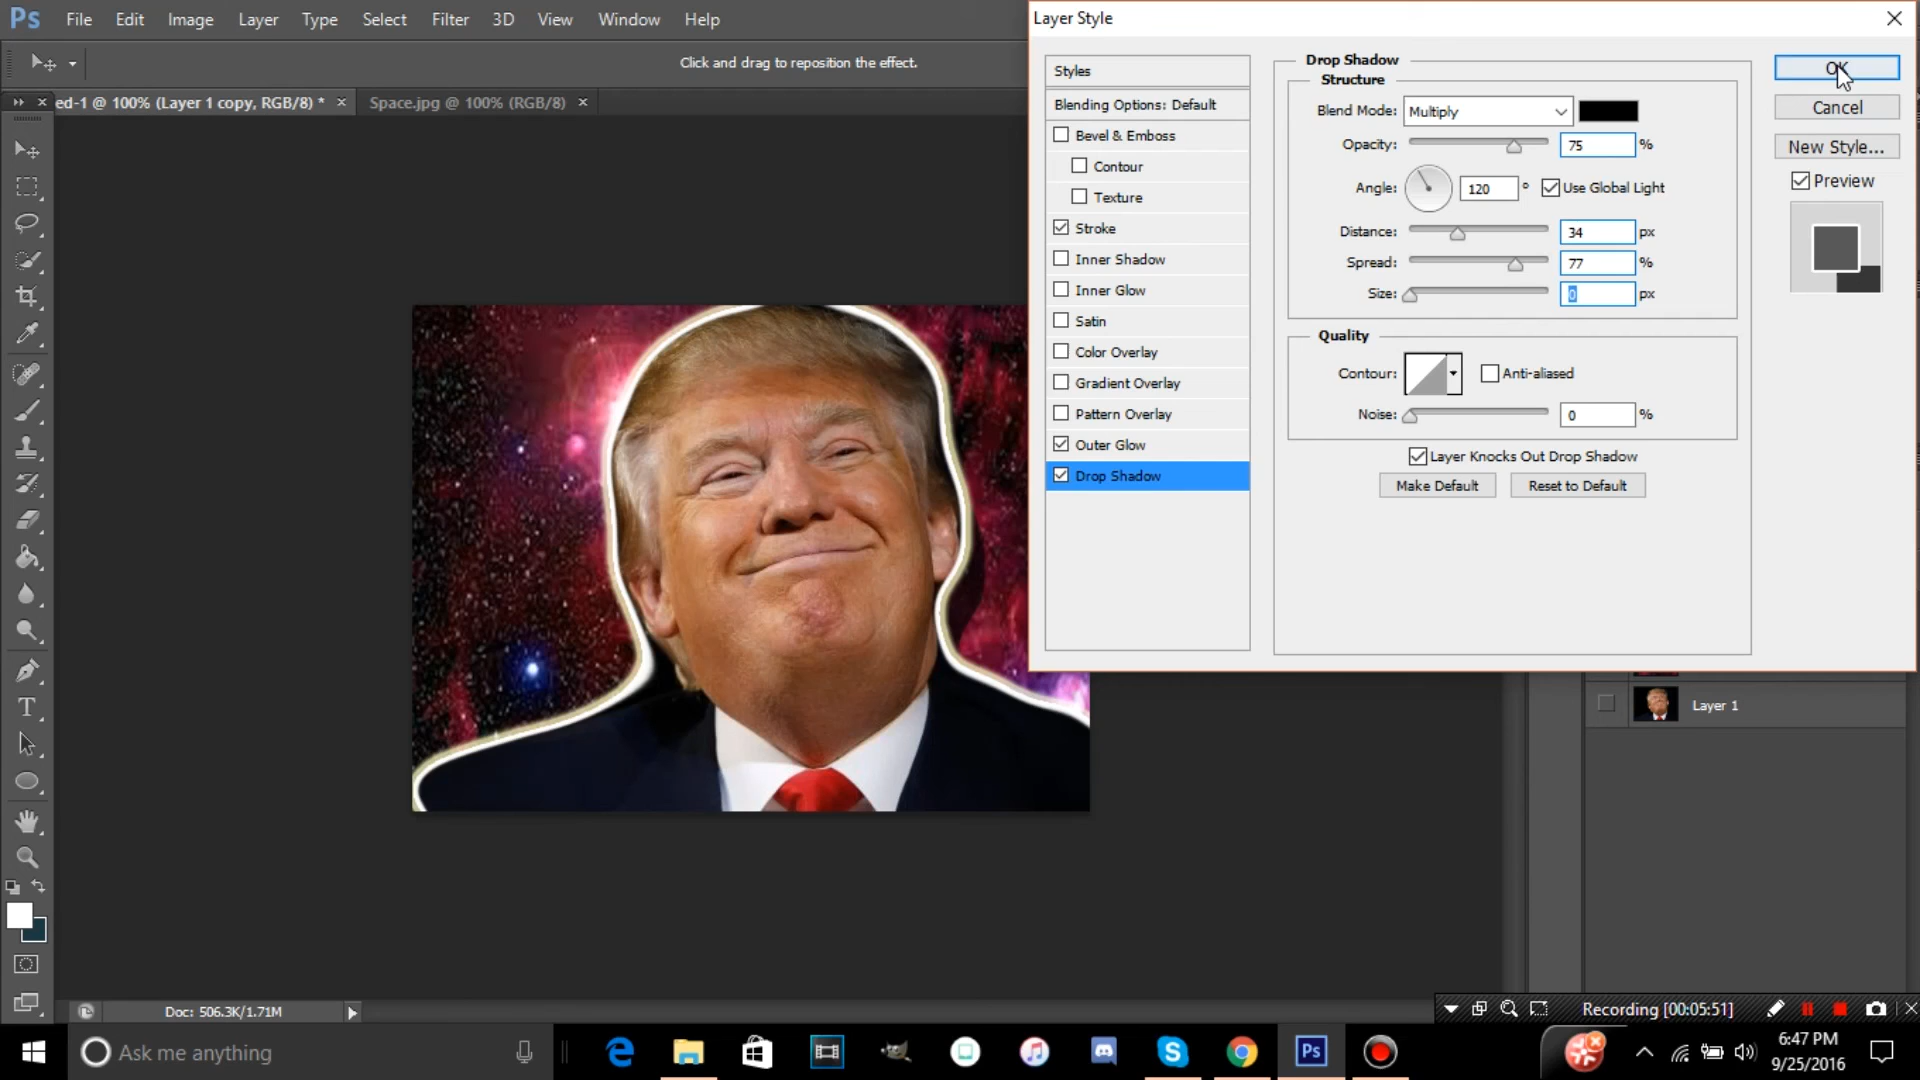 Ps File Edit Image Layer Type Select Filter 3D View Window Help
Layer Style
Click and drag to reposition the effect.
ed-1 @ 100% (Layer 1 copy, RGB/8) * Space.jpg @ 100% (RGB/8)
Styles
Blending Options: Default
Bevel & Emboss
Contour
Texture
Stroke
Inner Shadow
Inner Glow
Satin
Color Overlay
Gradient Overlay
Pattern Overlay
Outer Glow
Drop Shadow
Drop Shadow
Structure
Blend Mode: Multiply
Opacity: 75 %
Angle: 120 ° Use Global Light
Distance: 34 px
Spread: 77 %
Size: 0 px
Quality
Contour: Anti-aliased
Noise: 0 %
Layer Knocks Out Drop Shadow
Make Default Reset to Default
OK
Cancel
New Style...
Preview
Layer 1
Doc: 506.3K/1.71M
Recording [00:05:51]
Ask me anything
Ps
6:47 PM
9/25/2016